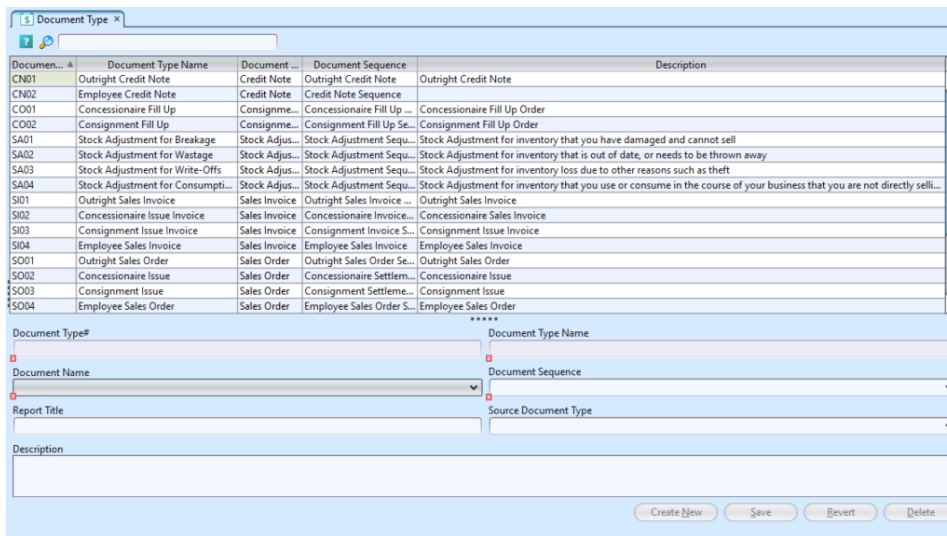 Document Type
Documen... Document Type Name Document ... Document Sequence Description
CN01 Outright Credit Note Credit Note Outright Credit Note Outright Credit Note
CN02 Employee Credit Note Credit Note Credit Note Sequence
CO01 Concessionaire Fill Up Consignme... Concessionaire Fill Up ... Concessionaire Fill Up Order
CO02 Consignment Fill Up Consignme... Consignment Fill Up Se... Consignment Fill Up Order
SA01 Stock Adjustment for Breakage Stock Adjus... Stock Adjustment Sequ... Stock Adjustment for inventory that you have damaged and cannot sell
SA02 Stock Adjustment for Wastage Stock Adjus... Stock Adjustment Sequ... Stock Adjustment for inventory that is out of date, or needs to be thrown away
SA03 Stock Adjustment for Write-Offs Stock Adjus... Stock Adjustment Sequ... Stock Adjustment for inventory loss due to other reasons such as theft
SA04 Stock Adjustment for Consumpti... Stock Adjus... Stock Adjustment Sequ... Stock Adjustment for inventory that you use or consume in the course of your business that you are not directly selli...
SI01 Outright Sales Invoice Sales Invoice Outright Sales Invoice ... Outright Sales Invoice
SI02 Concessionaire Issue Invoice Sales Invoice Concessionaire Invoice... Concessionaire Sales Invoice
SI03 Consignment Issue Invoice Sales Invoice Consignment Invoice S... Consignment Issue Invoice
SI04 Employee Sales Invoice Sales Invoice Employee Sales Invoice Employee Sales Invoice
SO01 Outright Sales Order Sales Order Outright Sales Order Se... Outright Sales Order
SO02 Concessionaire Issue Sales Order Concessionaire Settlem... Concessionaire Issue
SO03 Consignment Issue Sales Order Consignment Settleme... Consignment Issue
SO04 Employee Sales Order Sales Order Employee Sales Order S... Employee Sales Order
Document Type# Document Type Name
Document Name Document Sequence
Report Title Source Document Type
Description
Create New Save Revert Delete